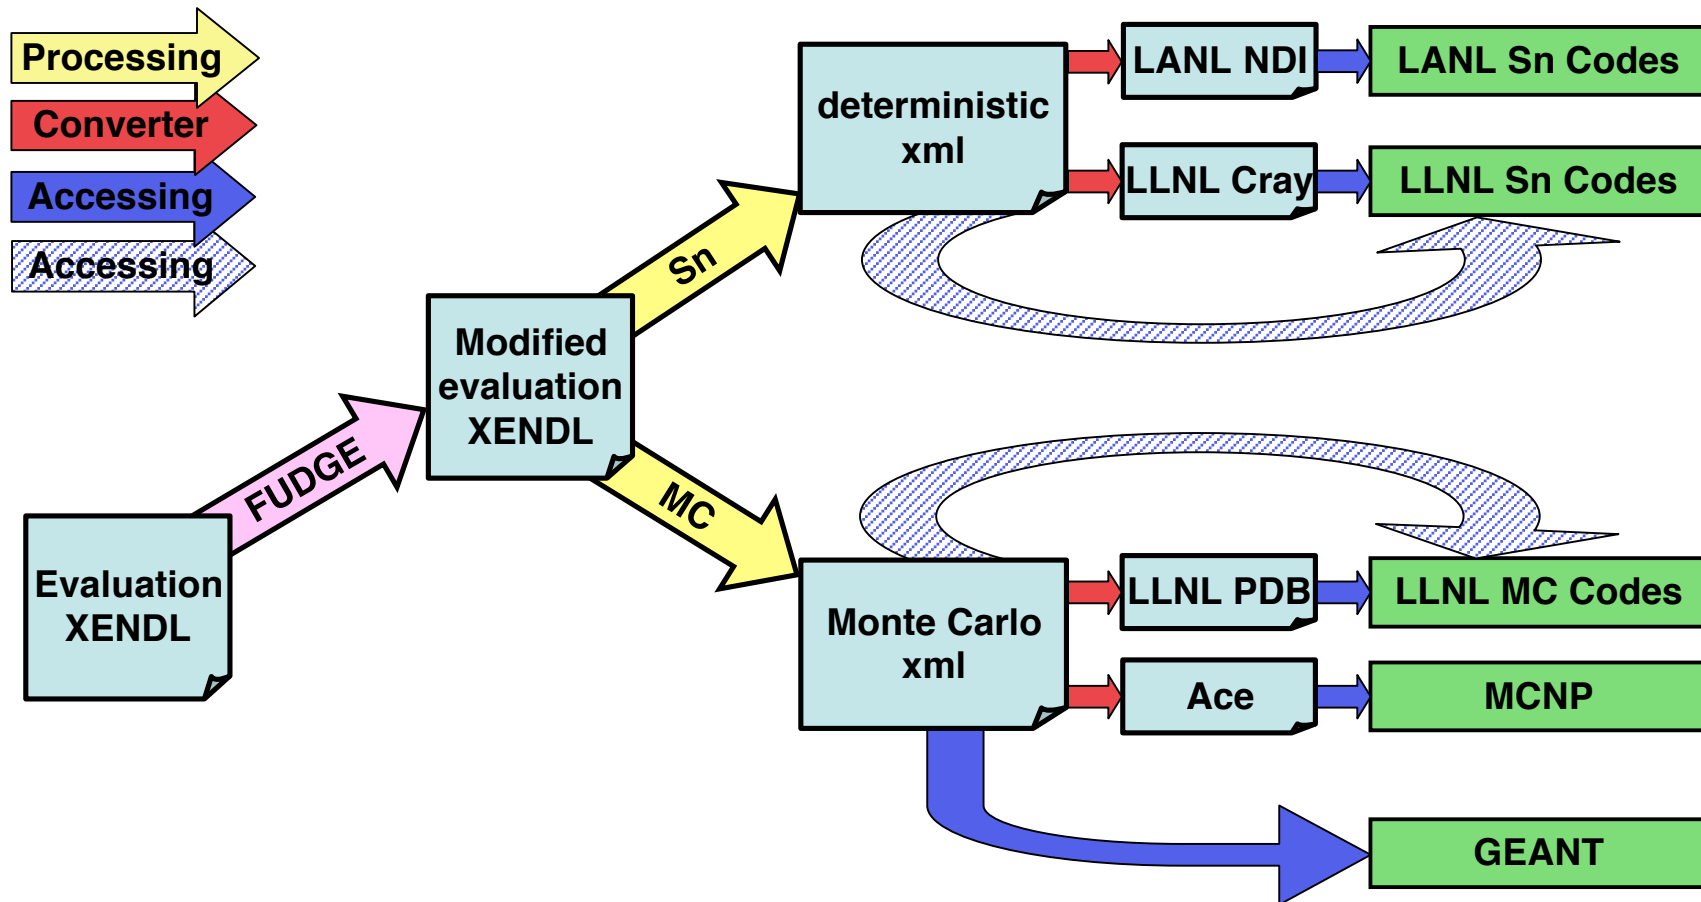 Processing
Converter
Accessing
Accessing
Evaluation
XENDL
FUDGE
Modified
evaluation
XENDL
Sn
MC
deterministic
xml
LANL NDI
LANL Sn Codes
LLNL Cray
LLNL Sn Codes
Monte Carlo
xml
LLNL PDB
LLNL MC Codes
Ace
MCNP
GEANT